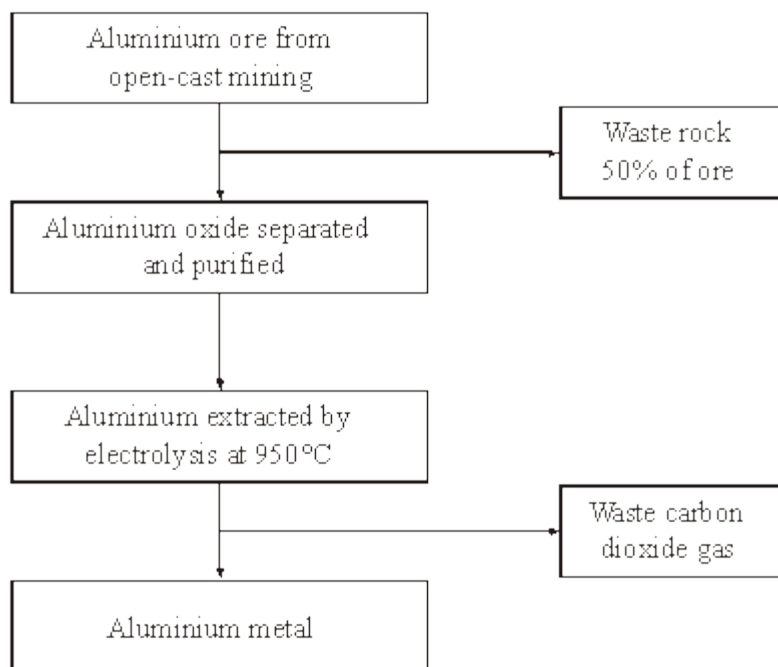 Aluminium ore from
open-cast mining
Waste rock
50% of ore
Aluminium oxide separated
and purified
Aluminium extracted by
electrolysis at 950°C
Waste carbon
dioxide gas
Aluminium metal